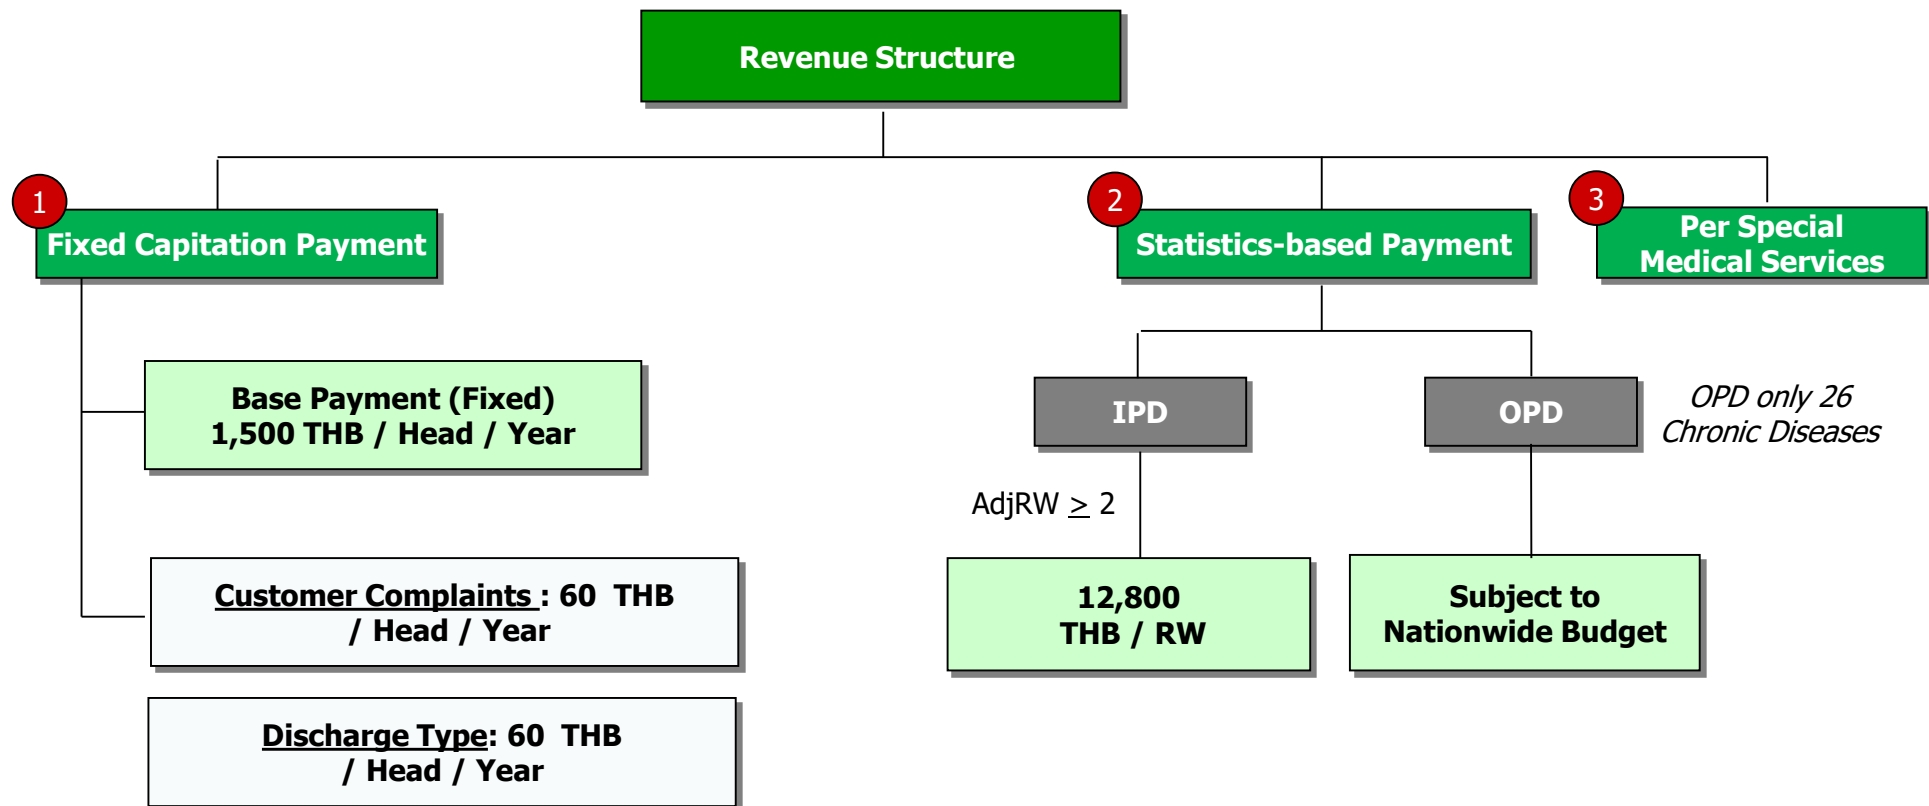 Revenue Structure
1
Fixed Capitation Payment
2
Statistics-based Payment
3
Per Special
Medical Services
Base Payment (Fixed)
1,500 THB / Head / Year
IPD
OPD
OPD only 26
Chronic Diseases
AdjRW ≥ 2
Customer Complaints : 60 THB
/ Head / Year
12,800
THB / RW
Subject to
Nationwide Budget
Discharge Type: 60 THB
/ Head / Year